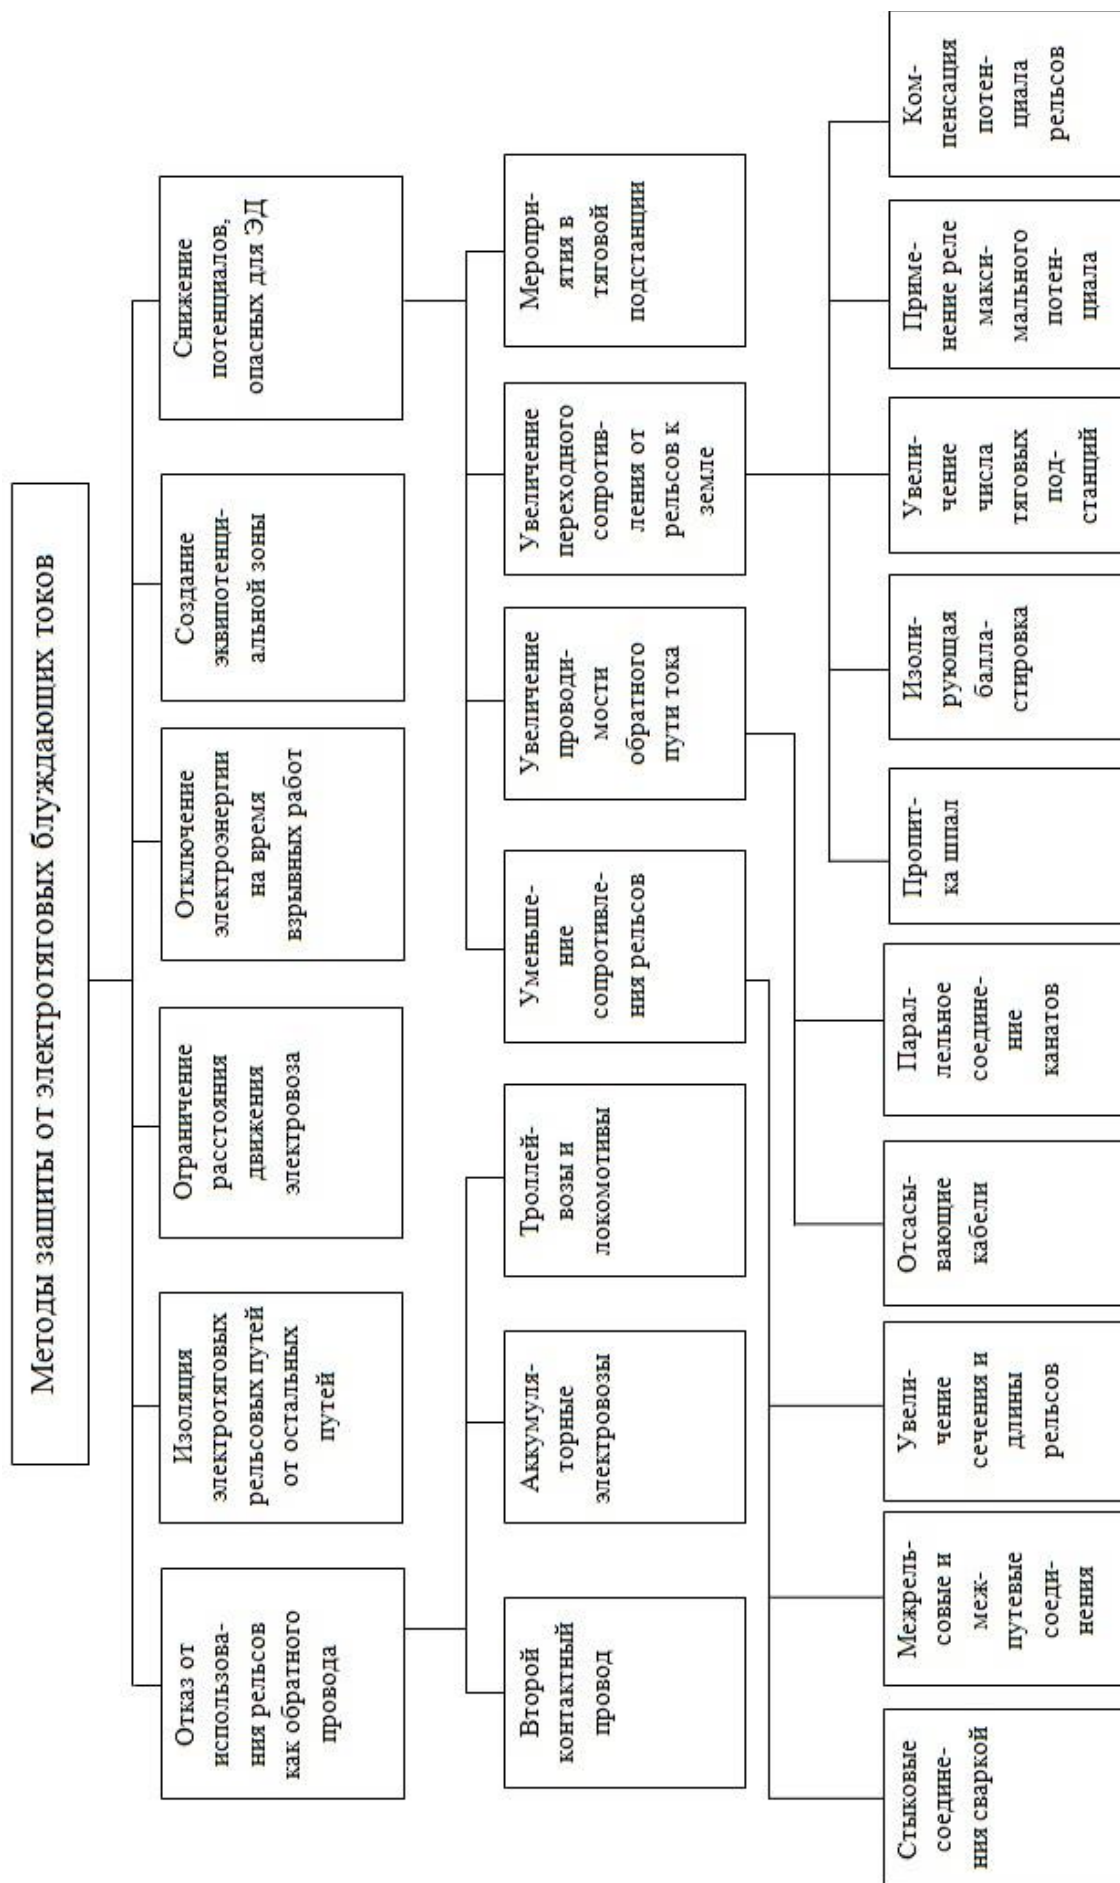 Методы защиты от электротяговых блуждающих токов
Отказ от
использова-
ния рельсов
как обратного
провода
Изоляция
электротяговых
рельсовых путей
от остальных
путей
Ограничение
расстояния
движения
электровоза
Отключение
электроэнергии
на время
взрывных работ
Создание
эквипотенци-
альной зоны
Снижение
потенциалов,
опасных для ЭД
Второй
контактный
провод
Аккумуля-
торные
электровозы
Троллей-
возы и
локомотивы
Уменьше-
ние
сопротивле-
ния рельсов
Увеличение
проводи-
мости
обратного
пути тока
Увеличение
переходного
сопротив-
ления от
рельсов к
земле
Меропри-
ятия в
тяговой
подстанции
Стыковые
соедине-
ния сваркой
Межрель-
совые и
меж-
путевые
соеди-
нения
Увели-
чение
сечения и
длины
рельсов
Отсасы-
вающие
кабели
Парал-
лельное
соедине-
ние
канатов
Пропит-
ка шпал
Изоли-
рующая
балла-
стировка
Увели-
чение
числа
тяговых
под-
станций
Приме-
нение реле
макси-
мального
потен-
циала
Ком-
пенсация
потен-
циала
рельсов